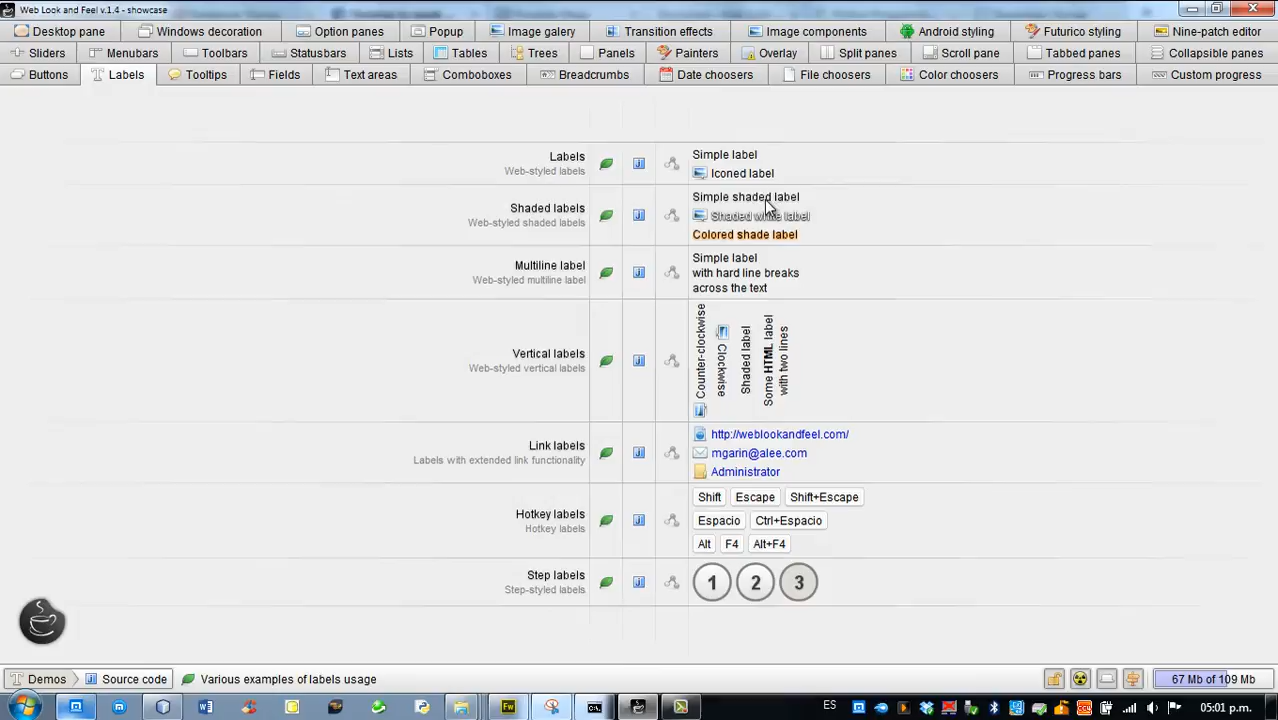 Web Look and Feel v.1.4 - showcase
Desktop pane
Windows decoration
Option panes
Popup
Image galery
Transition effects
Image components
Android styling
Futurico styling
Nine-patch editor
Sliders
Menubars
Toolbars
Statusbars
Lists
Tables
Trees
Panels
Painters
Overlay
Split panes
Scroll pane
Tabbed panes
Collapsible panes
Buttons
Labels
Tooltips
Fields
Text areas
Comboboxes
Breadcrumbs
Date choosers
File choosers
Color choosers
Progress bars
Custom progress
Labels
Web-styled labels
Simple label
Iconed label
Shaded labels
Web-styled shaded labels
Simple shaded label
Shaded white label
Colored shade label
Multiline label
Web-styled multiline label
Simple label
with hard line breaks
across the text
Vertical labels
Web-styled vertical labels
Counter-clockwise
Clockwise
Shaded label
Some HTML label
with two lines
Link labels
Labels with extended link functionality
http://weblookandfeel.com/
mgarin@alee.com
Administrator
Hotkey labels
Hotkey labels
Shift Escape Shift+Escape
Espacio Ctrl+Espacio
Alt F4 Alt+F4
Step labels
Step-styled labels
1 2 3
Demos
Source code
Various examples of labels usage
67 Mb of 109 Mb
ES
05:01 p.m.